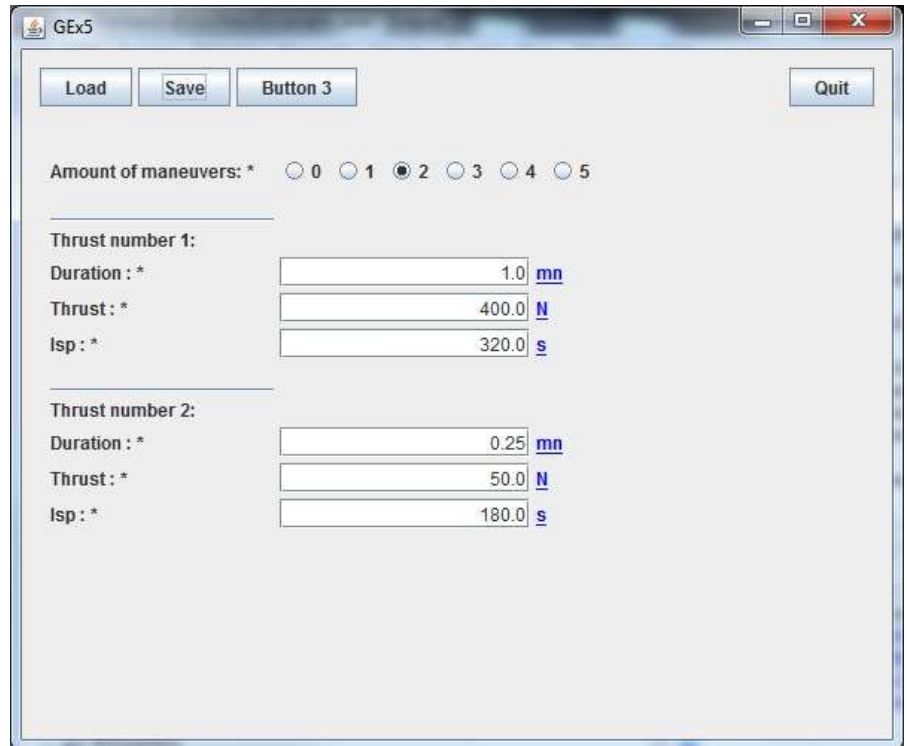 GEx5
Load Save Button 3 Quit
Amount of maneuvers: * 0 1 2 3 4 5
Thrust number 1:
Duration : * 1.0 mn
Thrust : * 400.0 N
Isp : * 320.0 s
Thrust number 2:
Duration : * 0.25 mn
Thrust : * 50.0 N
Isp : * 180.0 s